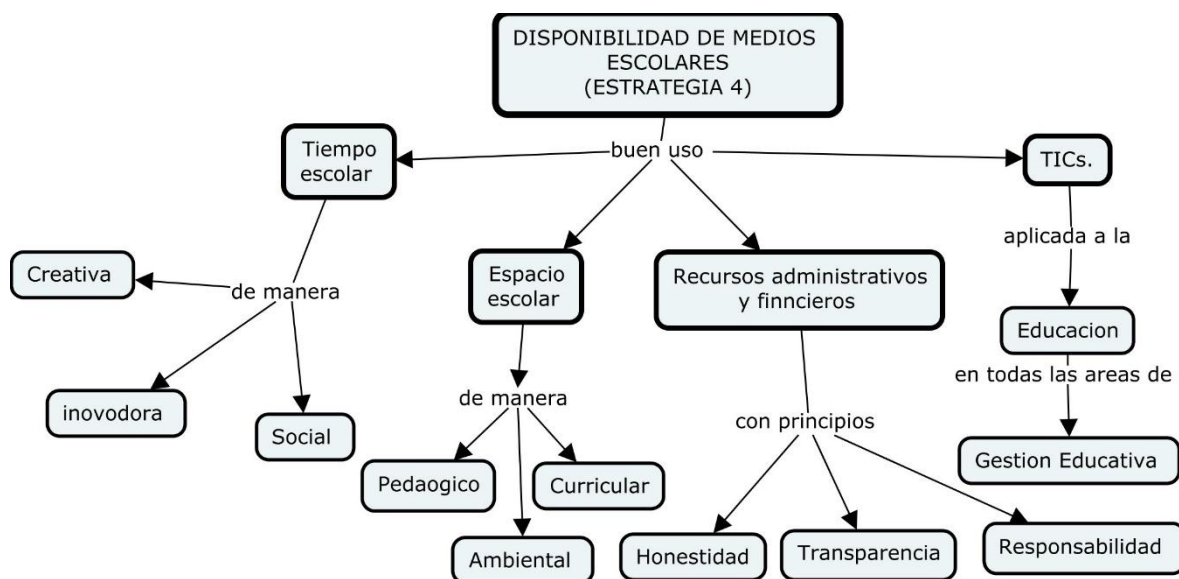 DISPONIBILIDAD DE MEDIOS
ESCOLARES
(ESTRATEGIA 4)
buen uso
Tiempo
escolar
TICs.
aplicada a la
Espacio
escolar
Recursos administrativos
y finncieros
Creativa
de manera
Educacion
en todas las areas de
inovodora
Social
de manera
con principios
Gestion Educativa
Pedaogico
Curricular
Ambiental
Honestidad
Transparencia
Responsabilidad